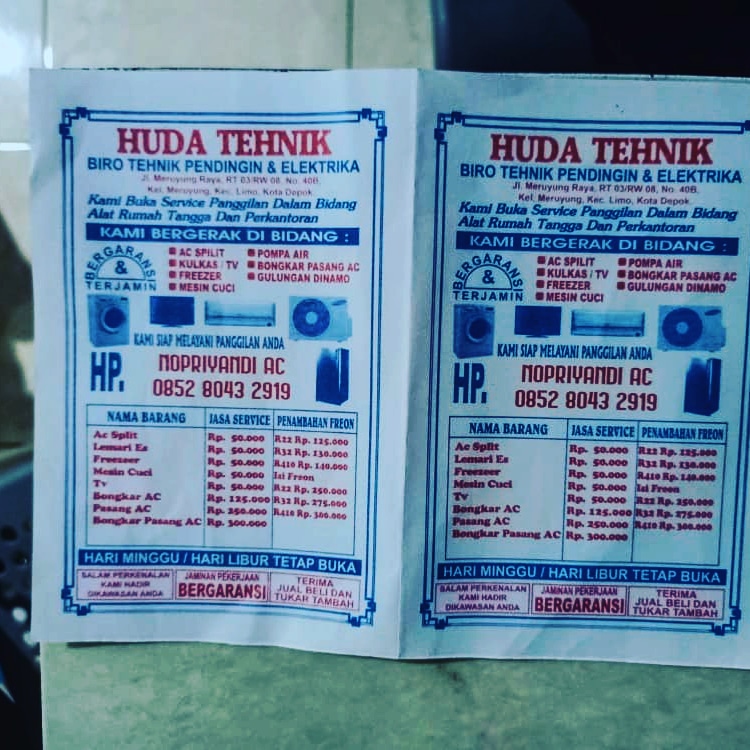 HUDA TEHNIK
BIRO TEHNIK PENDINGIN & ELEKTRIKA
Jl. Meruyung Raya, RT 03/RW 08, No. 40B,
Kel. Meruyung, Kec. Limo, Kota Depok.
Kami Buka Service Panggilan Dalam Bidang
Alat Rumah Tangga Dan Perkantoran
KAMI BERGERAK DI BIDANG :
BERGARANSI
&
TERJAMIN
AC SPILIT
KULKAS / TV
FREEZER
MESIN CUCI
POMPA AIR
BONGKAR PASANG AC
GULUNGAN DINAMO
KAMI SIAP MELAYANI PANGGILAN ANDA
HP. NOPRIYANDI AC
0852 8043 2919
NAMA BARANG JASA SERVICE PENAMBAHAN FREON
Ac Split Rp. 50.000 R22 Rp. 125.000
Lemari Es Rp. 50.000 R32 Rp. 130.000
Freezeer Rp. 50.000 R410 Rp. 140.000
Mesin Cuci Rp. 50.000 Isi Freon
Tv Rp. 50.000 R22 Rp. 250.000
Bongkar AC Rp. 125.000 R32 Rp. 275.000
Pasang AC Rp. 250.000 R410 Rp. 300.000
Bongkar Pasang AC Rp. 300.000
HARI MINGGU / HARI LIBUR TETAP BUKA
SALAM PERKENALAN
KAMI HADIR
DIKAWASAN ANDA
JAMINAN PEKERJAAN
BERGARANSI
TERIMA
JUAL BELI DAN
TUKAR TAMBAH
HUDA TEHNIK
BIRO TEHNIK PENDINGIN & ELEKTRIKA
Jl. Meruyung Raya, RT 03/RW 08, No. 40B,
Kel. Meruyung, Kec. Limo, Kota Depok.
Kami Buka Service Panggilan Dalam Bidang
Alat Rumah Tangga Dan Perkantoran
KAMI BERGERAK DI BIDANG :
BERGARANSI
&
TERJAMIN
AC SPILIT
KULKAS / TV
FREEZER
MESIN CUCI
POMPA AIR
BONGKAR PASANG AC
GULUNGAN DINAMO
KAMI SIAP MELAYANI PANGGILAN ANDA
HP. NOPRIYANDI AC
0852 8043 2919
NAMA BARANG JASA SERVICE PENAMBAHAN FREON
Ac Split Rp. 50.000 R22 Rp. 125.000
Lemari Es Rp. 50.000 R32 Rp. 130.000
Freezeer Rp. 50.000 R410 Rp. 140.000
Mesin Cuci Rp. 50.000 Isi Freon
Tv Rp. 50.000 R22 Rp. 250.000
Bongkar AC Rp. 125.000 R32 Rp. 275.000
Pasang AC Rp. 250.000 R410 Rp. 300.000
Bongkar Pasang AC Rp. 300.000
HARI MINGGU / HARI LIBUR TETAP BUKA
SALAM PERKENALAN
KAMI HADIR
DIKAWASAN ANDA
JAMINAN PEKERJAAN
BERGARANSI
TERIMA
JUAL BELI DAN
TUKAR TAMBAH